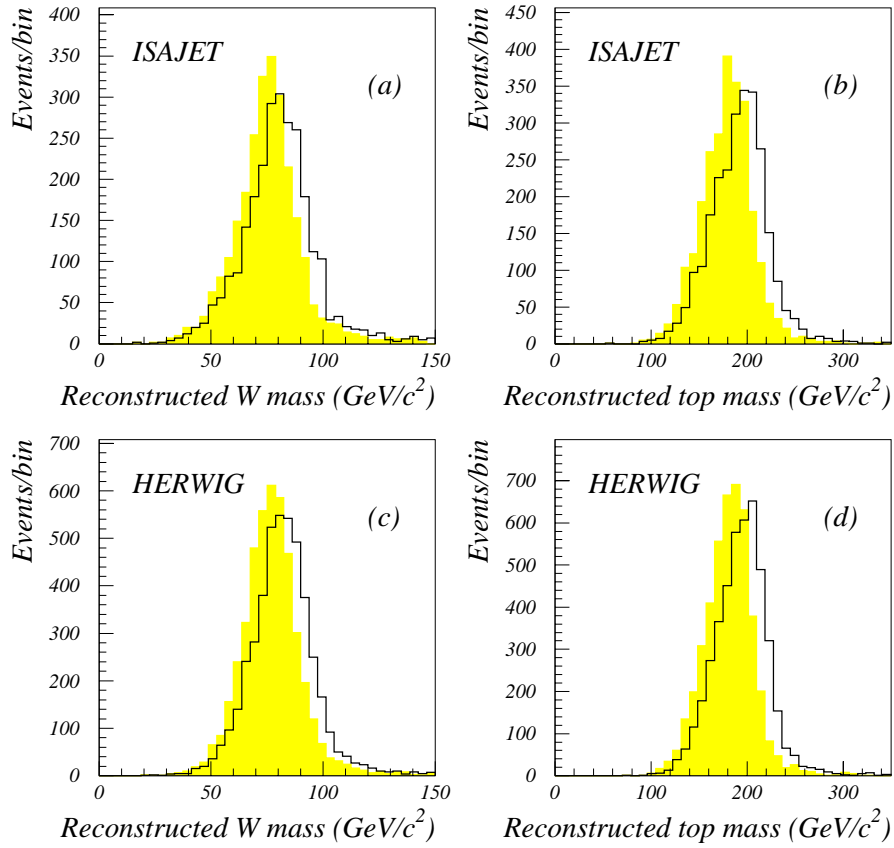 Events/bin
400
350
300
250
200
150
100
50
0
ISAJET
(a)
0 50 100 150
Reconstructed W mass (GeV/c²)
Events/bin
450
400
350
300
250
200
150
100
50
0
ISAJET
(b)
0 100 200 300
Reconstructed top mass (GeV/c²)
Events/bin
700
600
500
400
300
200
100
0
HERWIG
(c)
0 50 100 150
Reconstructed W mass (GeV/c²)
Events/bin
700
600
500
400
300
200
100
0
HERWIG
(d)
0 100 200 300
Reconstructed top mass (GeV/c²)